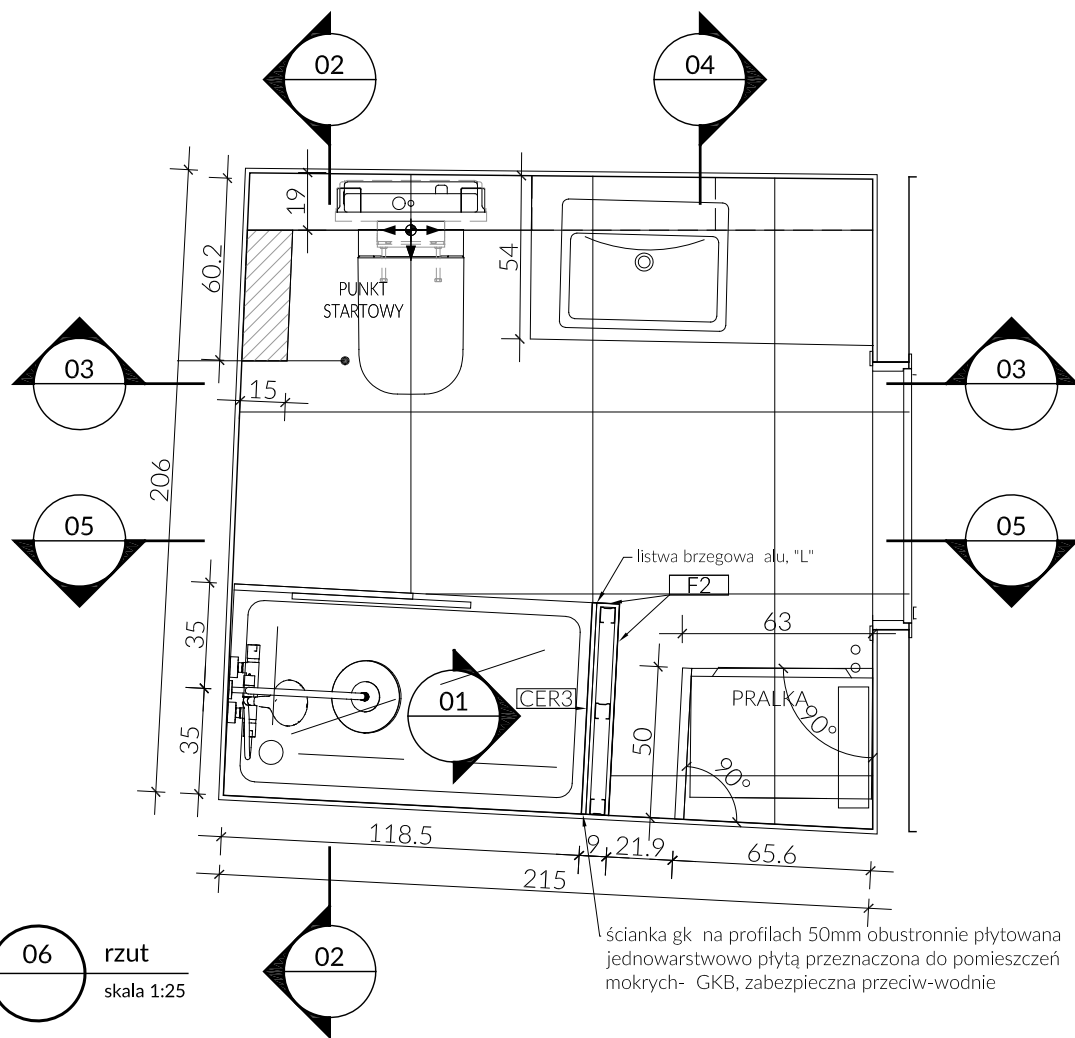 02
04
19
60.2
54
PUNKT
STARTOWY
03
03
15
206
05
05
listwa brzegowa alu, "L"
F2
63
35
PRALKA
CER3
01
90°
35
50
90°
118.5
9
21.9
65.6
215
06
rzut
skala 1:25
02
ścianka gk na profilach 50mm obustronnie płytowana
jednowarstwowo płytą przeznaczona do pomieszczeń
mokrych- GKB, zabezpieczna przeciw-wodnie